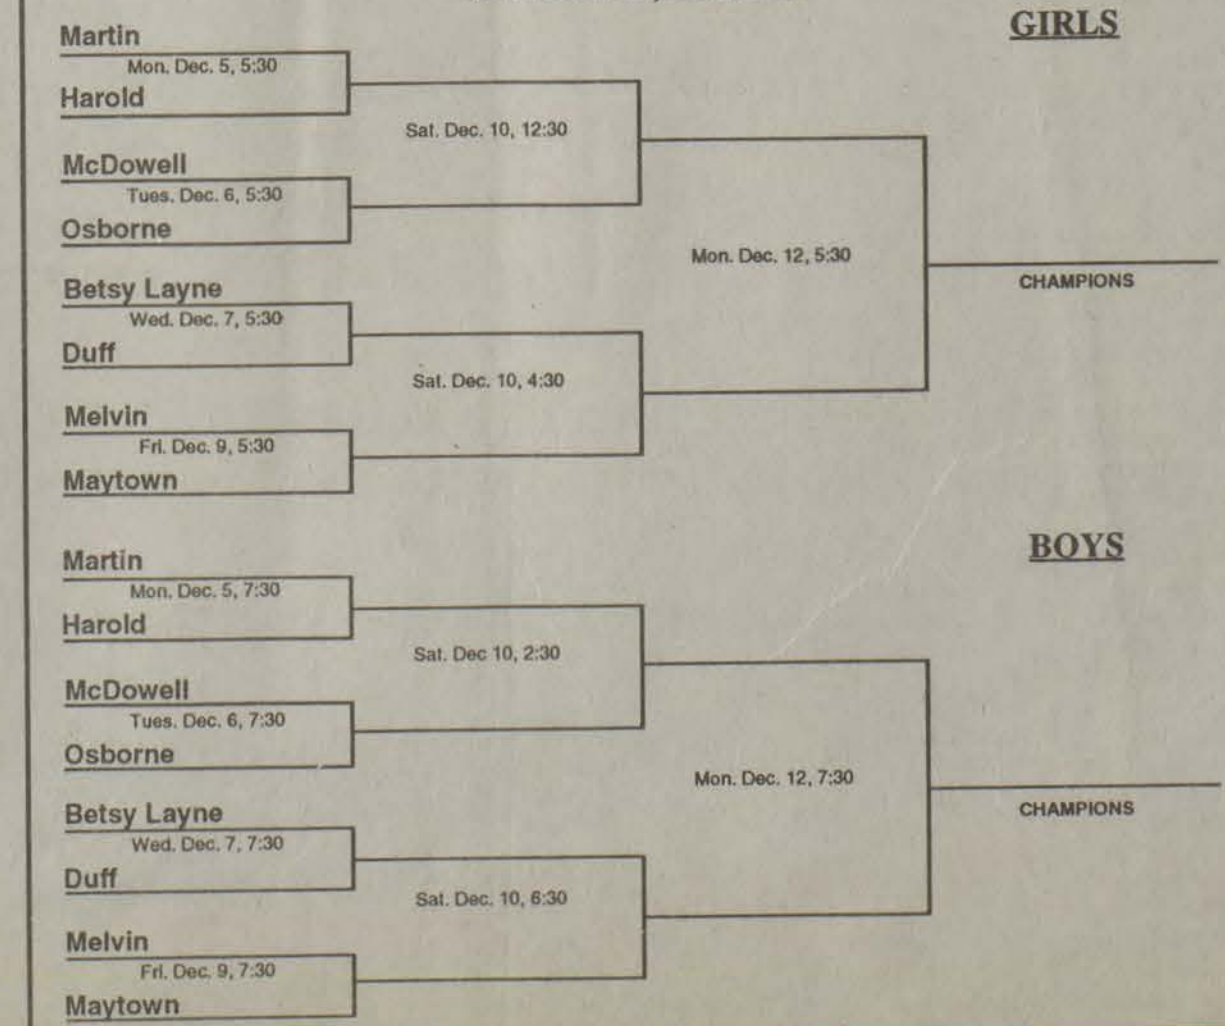 GIRLS
Martin
Mon. Dec. 5, 5:30
Harold
Sat. Dec. 10, 12:30
McDowell
Tues. Dec. 6, 5:30
Osborne
Mon. Dec. 12, 5:30
CHAMPIONS
Betsy Layne
Wed. Dec. 7, 5:30
Duff
Sat. Dec. 10, 4:30
Melvin
Fri. Dec. 9, 5:30
Maytown
BOYS
Martin
Mon. Dec. 5, 7:30
Harold
Sat. Dec 10, 2:30
McDowell
Tues. Dec. 6, 7:30
Osborne
Mon. Dec. 12, 7:30
CHAMPIONS
Betsy Layne
Wed. Dec. 7, 7:30
Duff
Sat. Dec. 10, 6:30
Melvin
Fri. Dec. 9, 7:30
Maytown